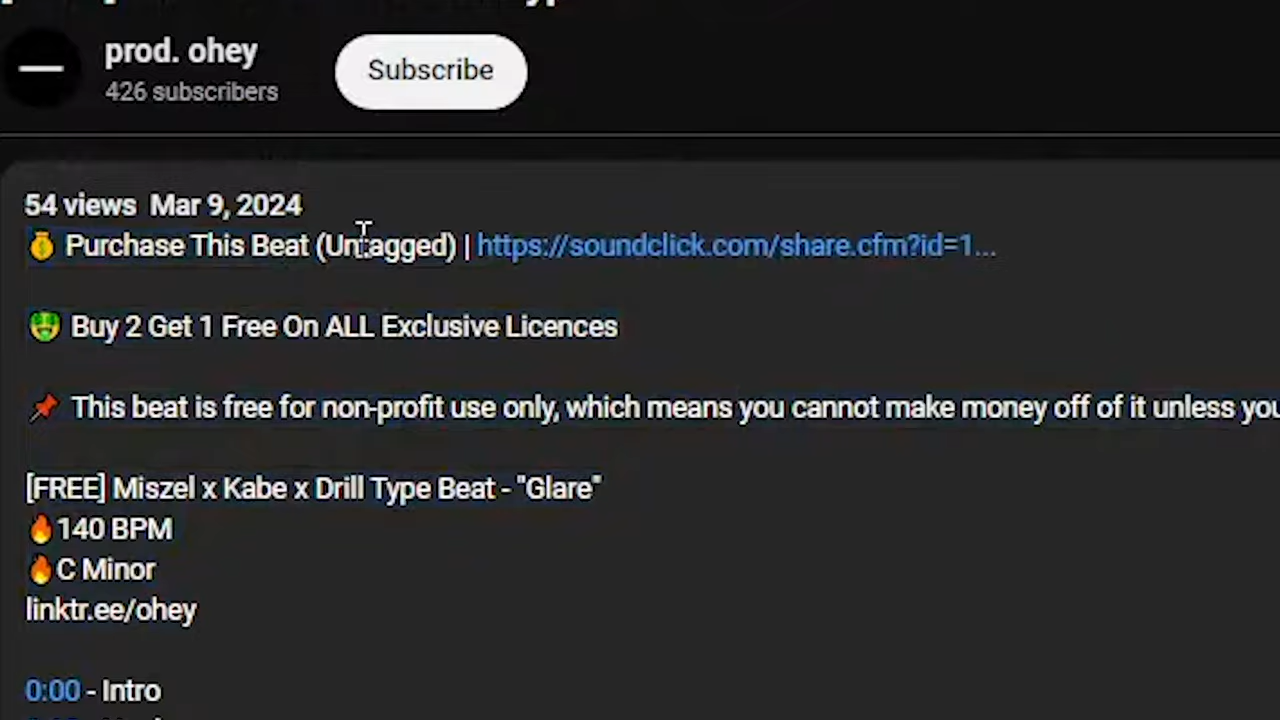 prod. ohey
426 subscribers
Subscribe
54 views Mar 9, 2024
💰 Purchase This Beat (Untagged) | https://soundclick.com/share.cfm?id=1...
🤑 Buy 2 Get 1 Free On ALL Exclusive Licences
📌 This beat is free for non-profit use only, which means you cannot make money off of it unless you
[FREE] Miszel x Kabe x Drill Type Beat - "Glare"
🔥140 BPM
🔥C Minor
linktr.ee/ohey
0:00 - Intro